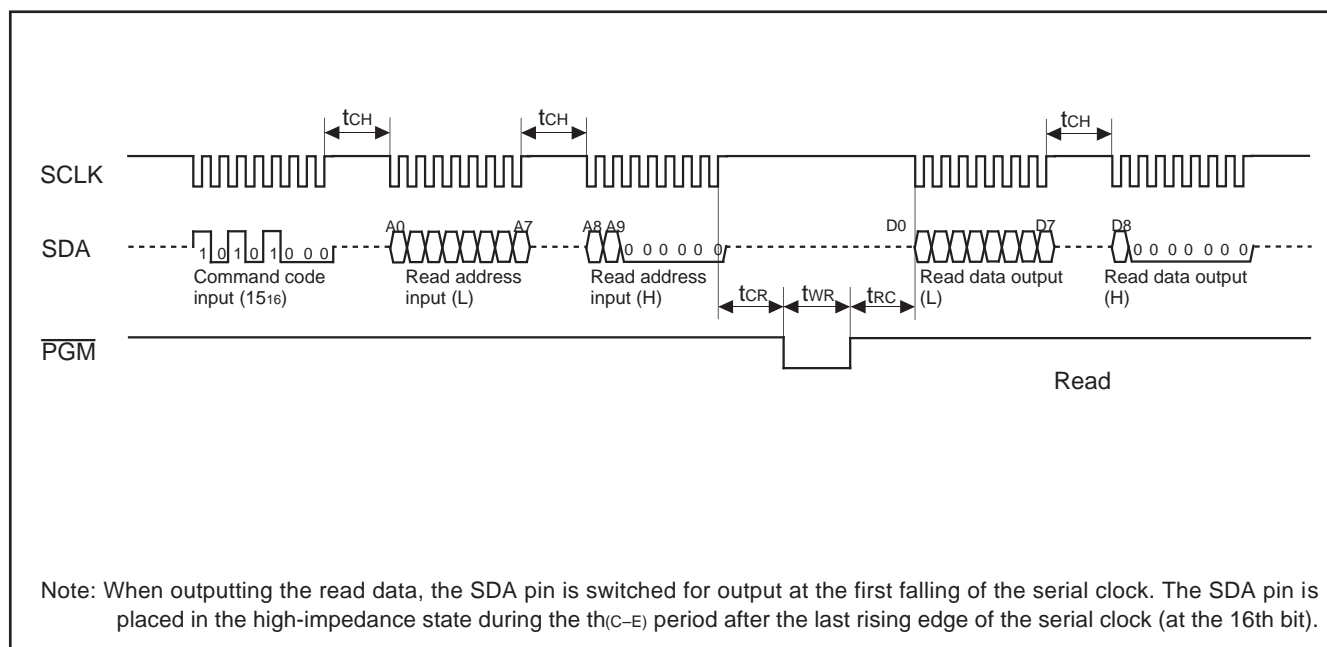 tCH tCH tCH
SCLK
A0 A7 A8 A9 D0 D7 D8
SDA
1 0 1 0 1 0 0 0 0 0 0 0 0 0 0 0 0 0 0 0 0
Command code
input (1516)
Read address
input (L)
Read address
input (H)
Read data output
(L)
Read data output
(H)
tCR tWR tRC
PGM
Read
Note: When outputting the read data, the SDA pin is switched for output at the first falling of the serial clock. The SDA pin is
placed in the high-impedance state during the th(C–E) period after the last rising edge of the serial clock (at the 16th bit).